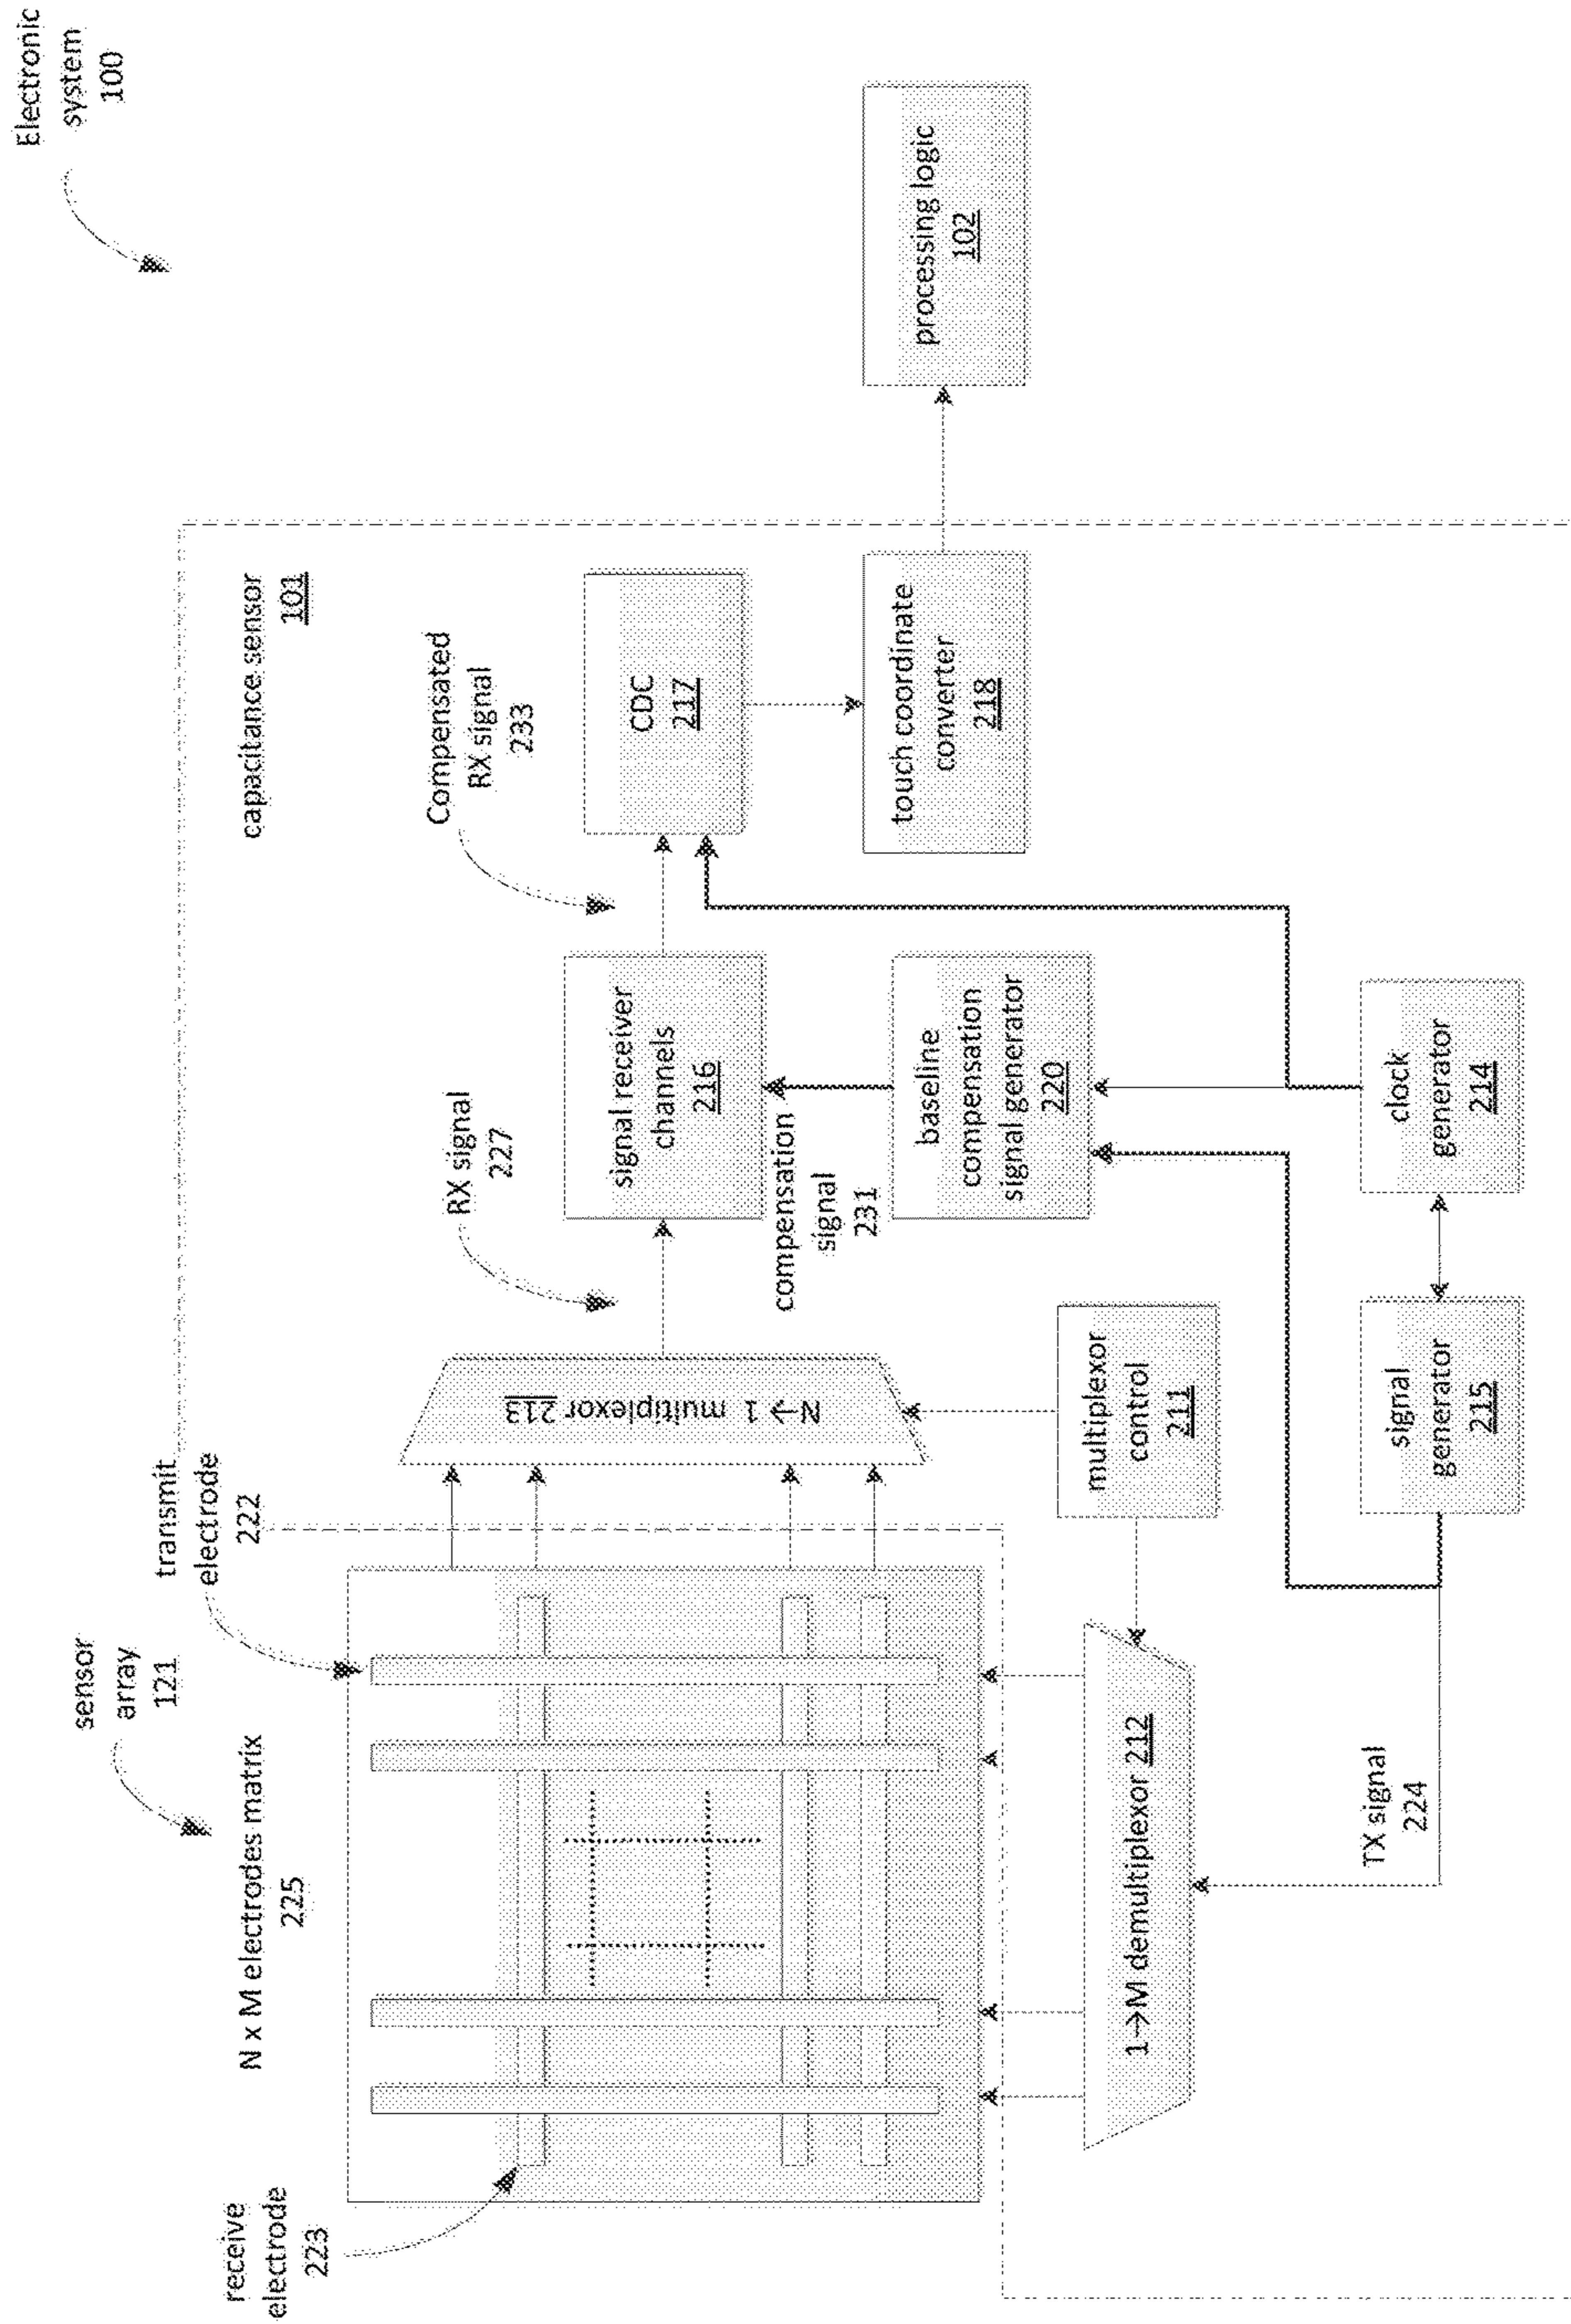 Electronic
system
100
sensor
array
121
N x M electrodes matrix
225
transmit
electrode
222
receive
electrode
223
capacitance sensor
101
N→1 multiplexor 213
RX signal
227
signal receiver
channels
216
Compensated
RX signal
233
CDC
217
compensation
signal
231
baseline
compensation
signal generator
220
touch coordinate
converter
218
processing logic
102
multiplexor
control
211
1→M demultiplexor 212
TX signal
224
signal
generator
215
clock
generator
214